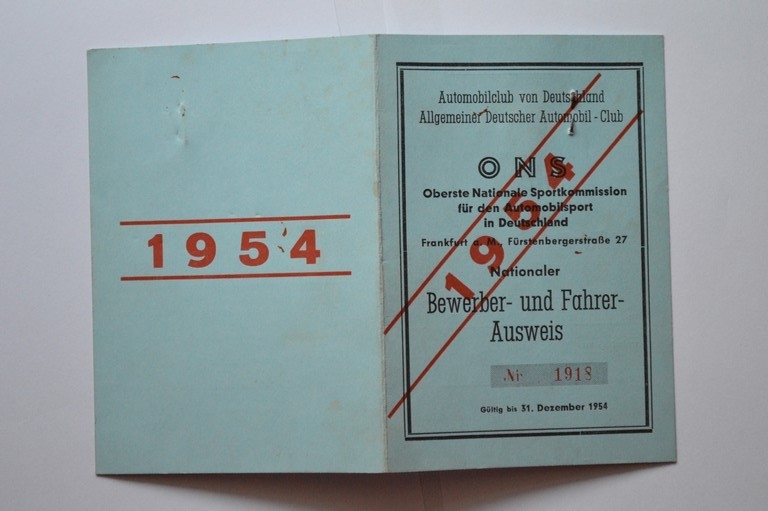 1954
Automobilclub von Deutschland
Allgemeiner Deutscher Automobil-Club
ONS
Oberste Nationale Sportkommission
für den Automobilsport
in Deutschland
Frankfurt a. M., Fürstenbergerstraße 27
1954
Nationaler
Bewerber- und Fahrer-
Ausweis
Nr 1918
Gültig bis 31. Dezember 1954